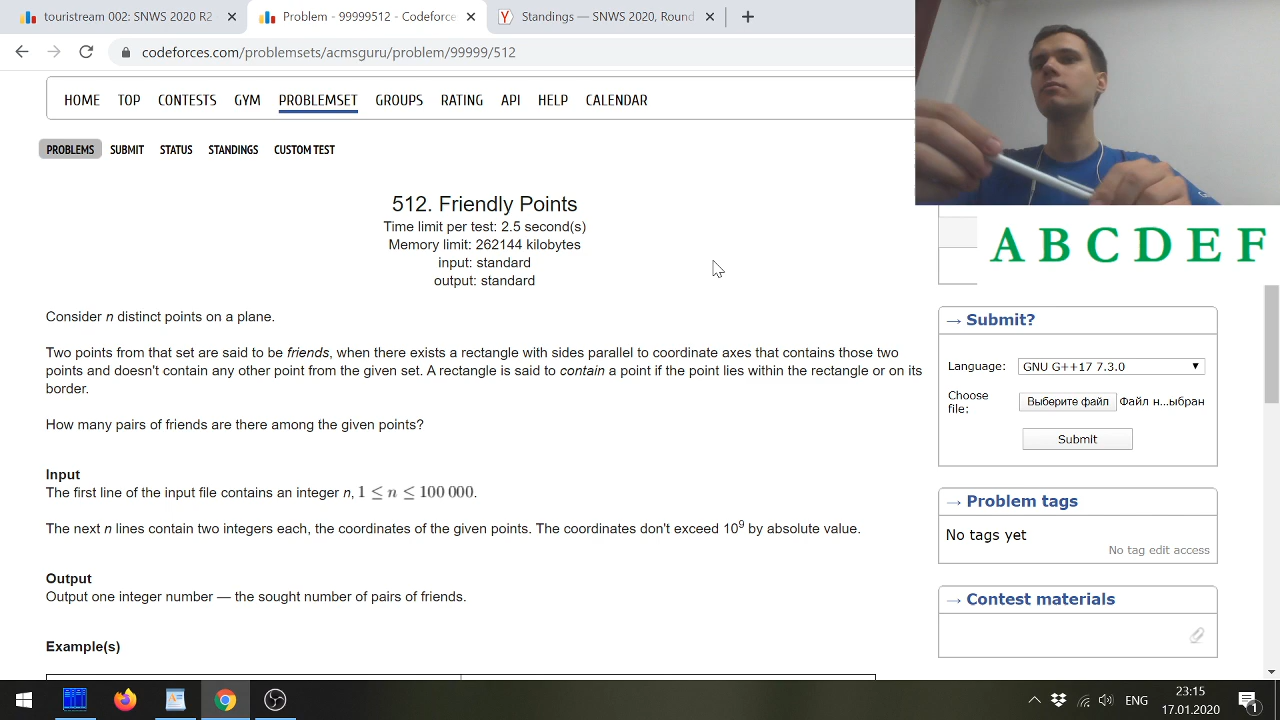 touristream 002: SNWS 2020 R2
Problem - 99999512 - Codeforce
Standings — SNWS 2020, Round
codeforces.com/problemsets/acmsguru/problem/99999/512
HOME TOP CONTESTS GYM PROBLEMSET GROUPS RATING API HELP CALENDAR
PROBLEMS SUBMIT STATUS STANDINGS CUSTOM TEST
512. Friendly Points
Time limit per test: 2.5 second(s)
Memory limit: 262144 kilobytes
input: standard
output: standard
Consider n distinct points on a plane.
Two points from that set are said to be friends, when there exists a rectangle with sides parallel to coordinate axes that contains those two
points and doesn't contain any other point from the given set. A rectangle is said to contain a point if the point lies within the rectangle or on its
border.
How many pairs of friends are there among the given points?
Input
The first line of the input file contains an integer n, 1 ≤ n ≤ 100 000.
The next n lines contain two integers each, the coordinates of the given points. The coordinates don't exceed 10⁹ by absolute value.
Output
Output one integer number — the sought number of pairs of friends.
Example(s)
A B C D E F
→ Submit?
Language: GNU G++17 7.3.0
Choose
file:
Выберите файл Файл н...ыбран
Submit
→ Problem tags
No tags yet
No tag edit access
→ Contest materials
ENG
23:15
17.01.2020
1